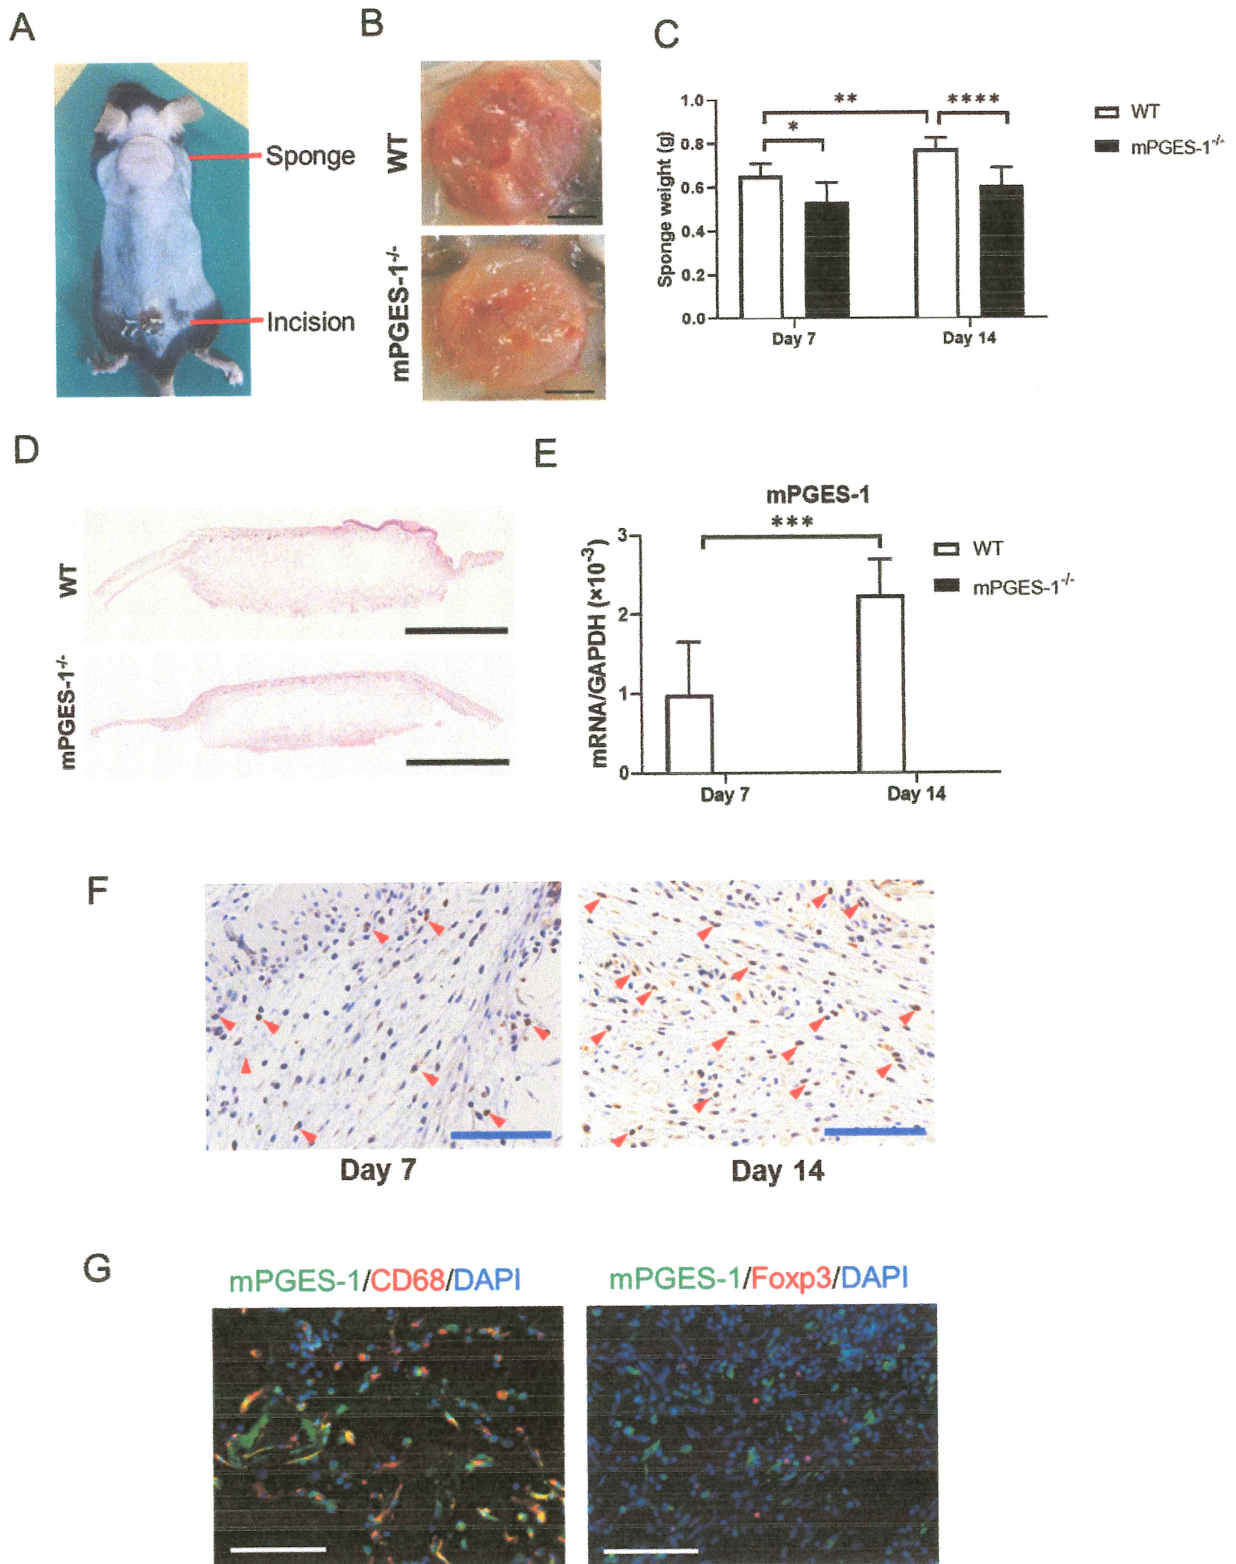 A
Sponge
Incision
B
WT
mPGES-1-/-
C
Sponge weight (g)
1.0
0.8
0.6
0.4
0.2
0.0
**
*
****
Day 7
Day 14
WT
mPGES-1-/-
D
WT
mPGES-1-/-
E
mPGES-1
***
mRNA/GAPDH (×10-3)
3
2
1
0
Day 7
Day 14
WT
mPGES-1-/-
F
Day 7
Day 14
G
mPGES-1/CD68/DAPI
mPGES-1/Foxp3/DAPI